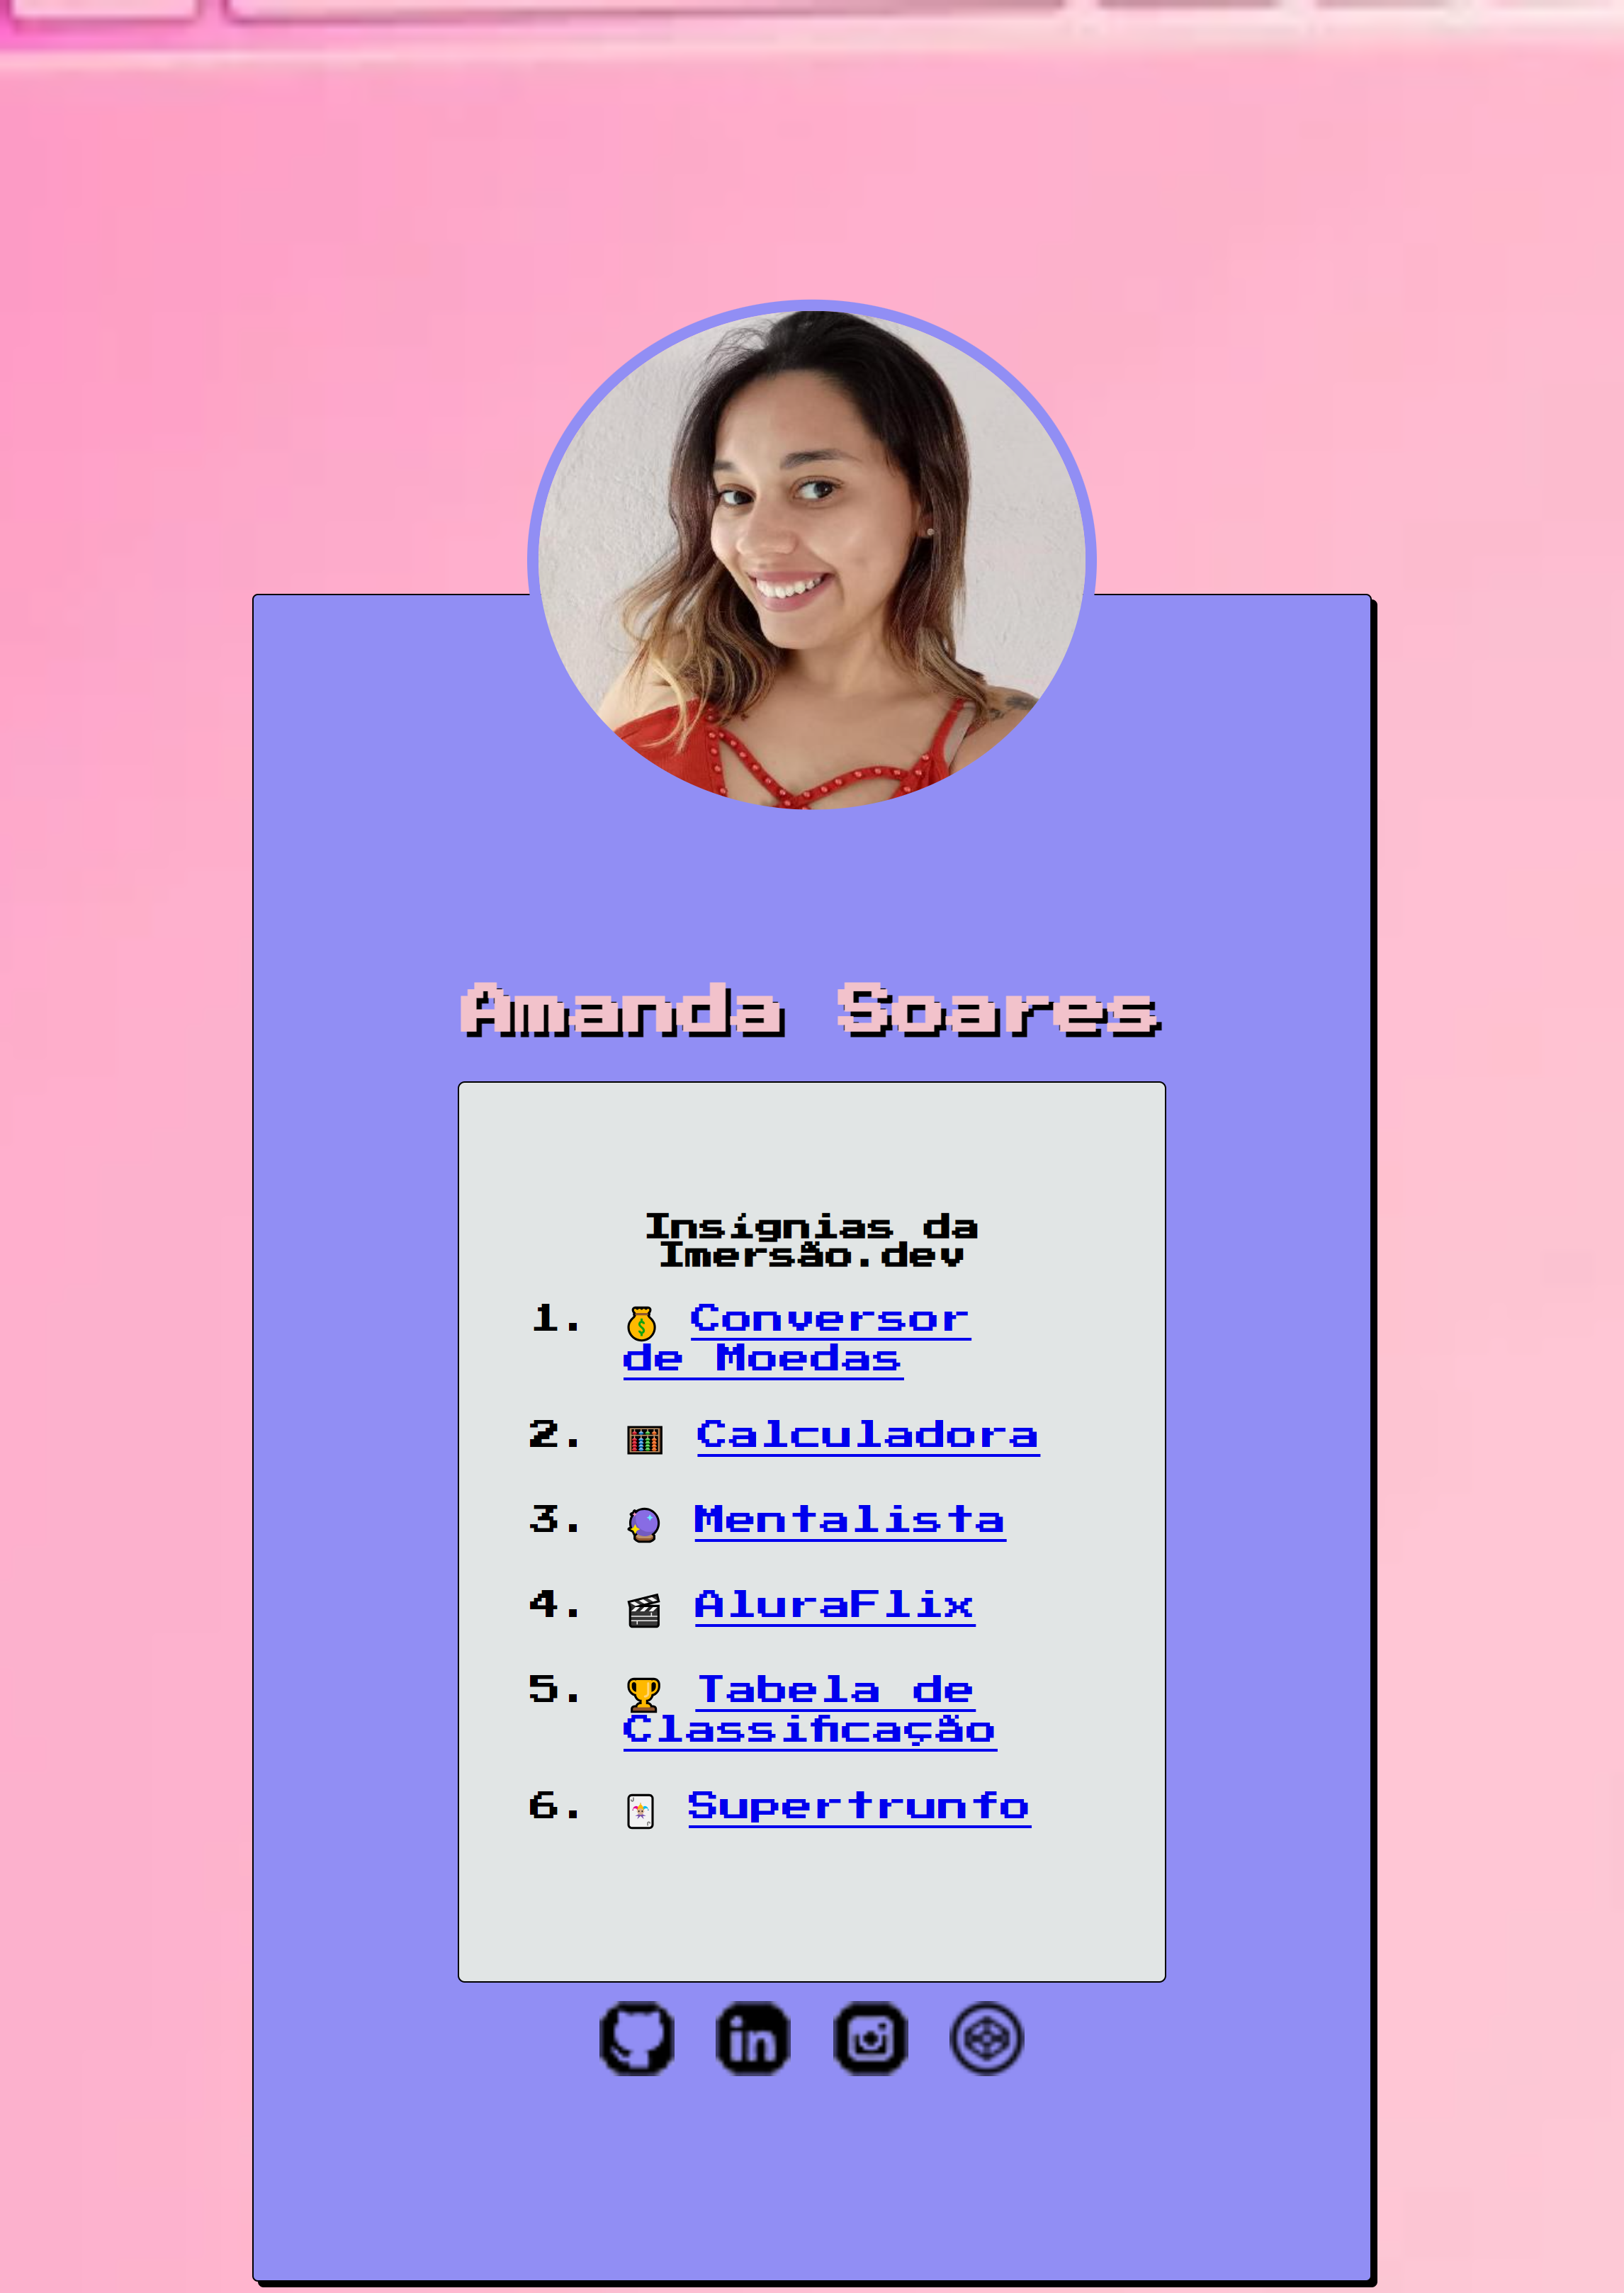 Amanda Soares
Insígnias da
Imersão.dev
1. 💰 Conversor
de Moedas
2. 🧮 Calculadora
3. 🔮 Mentalista
4. 🎬 AluraFlix
5. 🏆 Tabela de
Classificação
6. 🃏 Supertrunfo
in